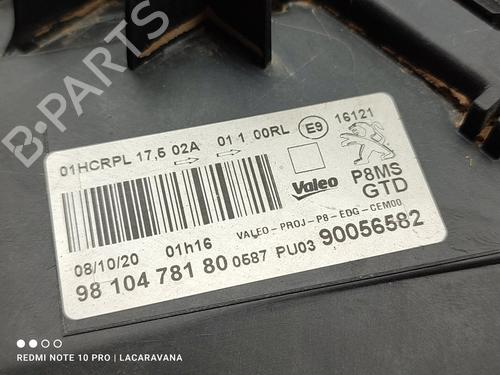 B-PARTS
01HCRPL 17,5 02A 01 1 00RL E9 16121
Valeo
P8MS
GTD
08/10/20 01h16 VALEO-PROJ-P8-EDG-CEM00
98 104 781 80 0587 PU03 90056582
REDMI NOTE 10 PRO | LACARAVANA